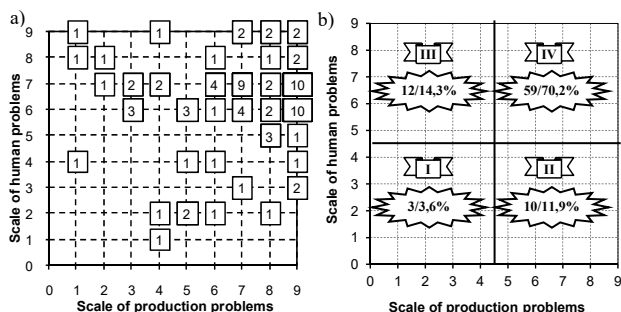 a)
Scale of human problems
9 1 1 2 2 2
8 1 1 1 1 2
7 1 2 2 4 9 2 10
6 3 3 1 4 2 10
5 3 1
4 1 1 1 1
3 1 2
2 1 2 1 1
1 1
0
0 1 2 3 4 5 6 7 8 9
Scale of production problems
b)
Scale of human problems
9
8
7
6
5
4
3
2
1
0
III
12/14,3%
IV
59/70,2%
I
3/3,6%
II
10/11,9%
0 1 2 3 4 5 6 7 8 9
Scale of production problems